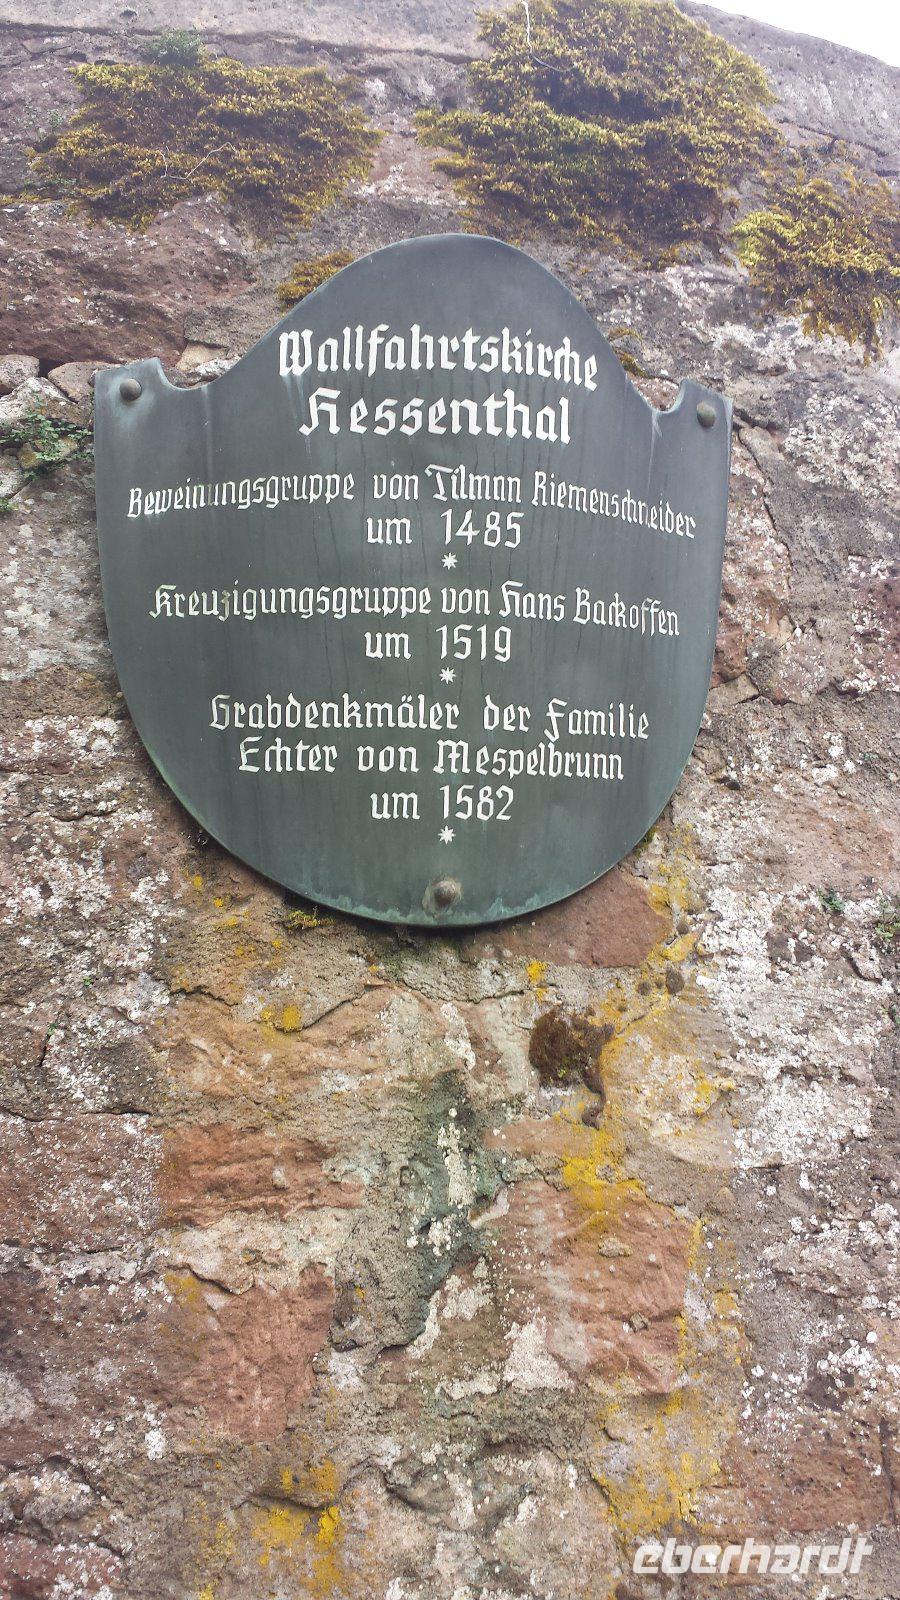 Wallfahrtskirche
Hessenthal
Beweinungsgruppe von Tilman Riemenschneider
um 1485
*
Kreuzigungsgruppe von Hans Backoffen
um 1519
*
Grabdenkmäler der Familie
Echter von Mespelbrunn
um 1582
*
eberhardt